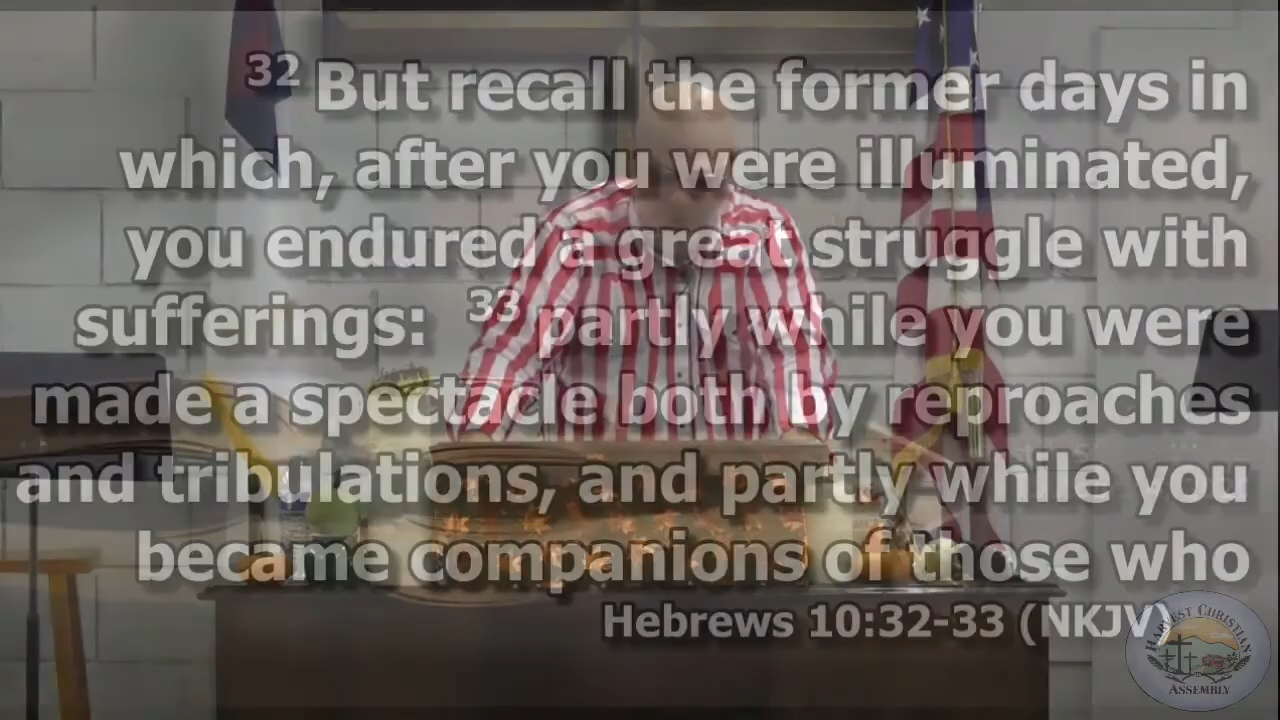 32 But recall the former days in
which, after you were illuminated,
you endured a great struggle with
sufferings: 33 partly while you were
made a spectacle both by reproaches
and tribulations, and partly while you
became companions of those who
Hebrews 10:32-33 (NKJV)
HARVEST CHRISTIAN
ASSEMBLY